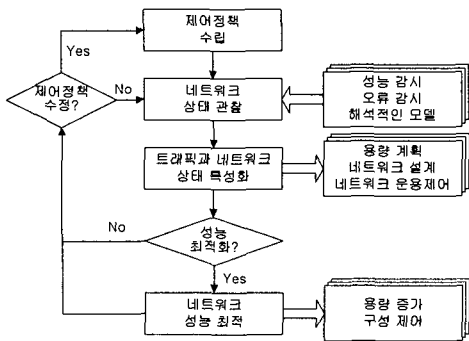 제어정책
수립
Yes
제어정책
수정?
No
네트워크
상태 관찰
성능 감시
오류 감시
해석적인 모델
트래픽과 네트워크
상태 특성화
용량 계획
네트워크 설계
네트워크 운용제어
No
성능
최적화?
Yes
네트워크
성능 최적
용량 증가
구성 제어